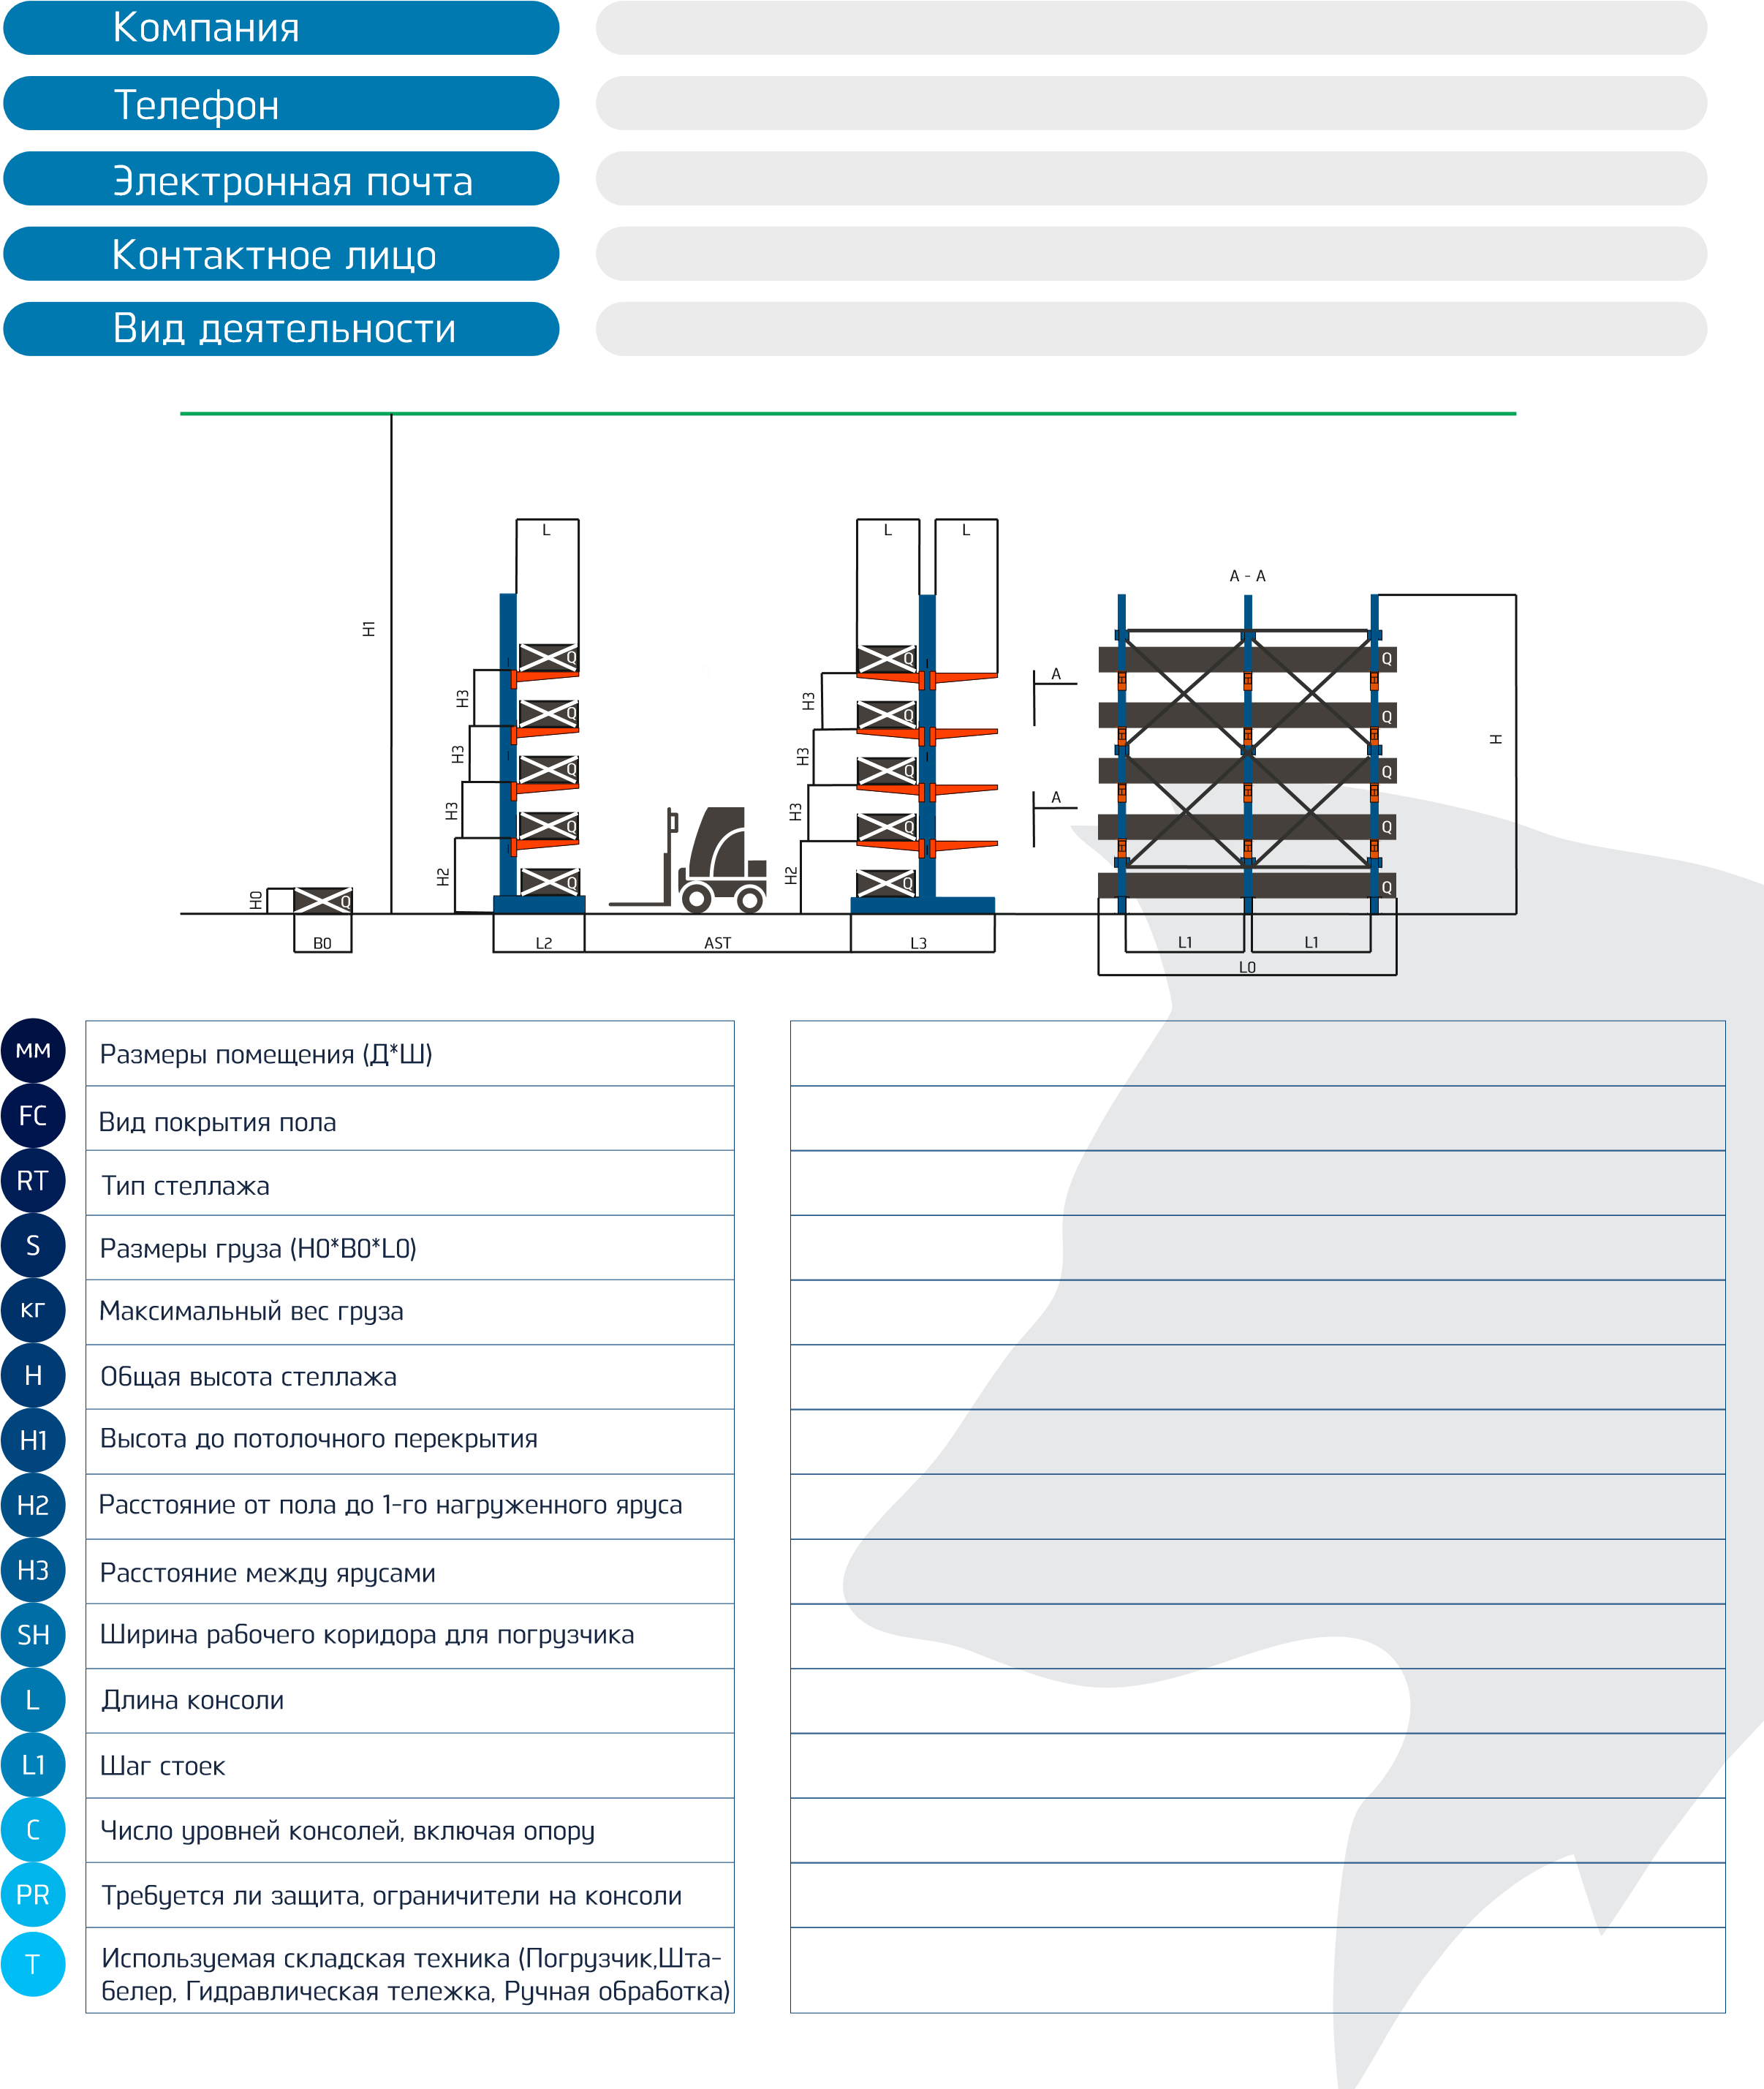 Компания
Телефон
Электронная почта
Контактное лицо
Вид деятельности
L
L
L
A - A
H1
Q
Q
Q
H3
H3
A
Q
Q
Q
H3
H3
H
Q
Q
Q
H3
H3
A
Q
Q
Q
H2
H2
Q
Q
Q
H0
Q
B0
L2
AST
L3
L1
L1
L0
мм
Размеры помещения (Д*Ш)
FC
Вид покрытия пола
RT
Тип стеллажа
S
Размеры груза (H0*B0*L0)
кг
Максимальный вес груза
H
Общая высота стеллажа
H1
Высота до потолочного перекрытия
H2
Расстояние от пола до 1-го нагруженного яруса
H3
Расстояние между ярусами
SH
Ширина рабочего коридора для погрузчика
L
Длина консоли
L1
Шаг стоек
C
Число уровней консолей, включая опору
PR
Требуется ли защита, ограничители на консоли
T
Используемая складская техника (Погрузчик,Шта-
белер, Гидравлическая тележка, Ручная обработка)